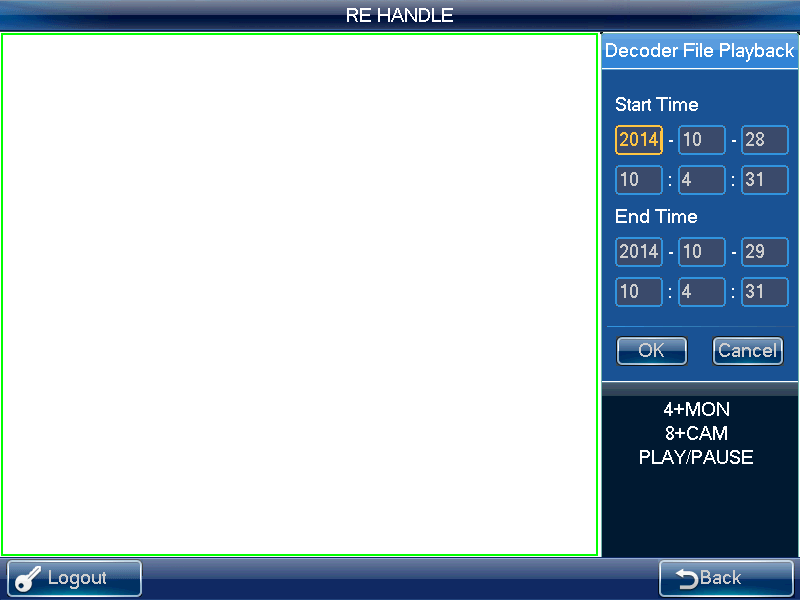 RE HANDLE
Decoder File Playback
Start Time
2014 - 10 - 28
10 : 4 : 31
End Time
2014 - 10 - 29
10 : 4 : 31
OK Cancel
4+MON
8+CAM
PLAY/PAUSE
Logout Back